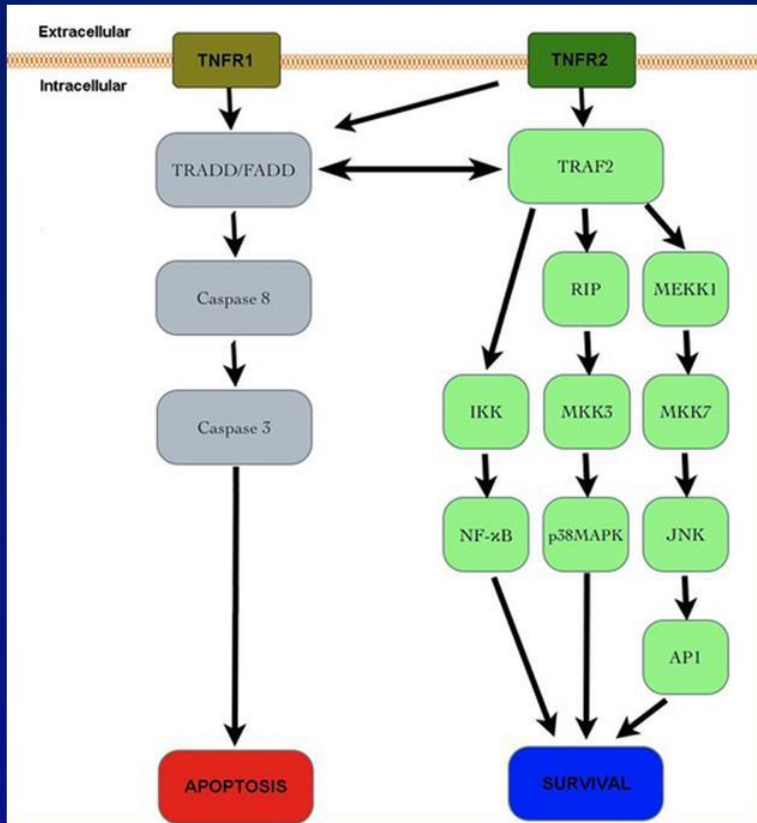 Extracellular
TNFR1
TNFR2
Intracellular
TRADD/FADD
TRAF2
Caspase 8
RIP
MEKK1
Caspase 3
IKK
MKK3
MKK7
NF-κB
p38MAPK
JNK
AP1
APOPTOSIS
SURVIVAL